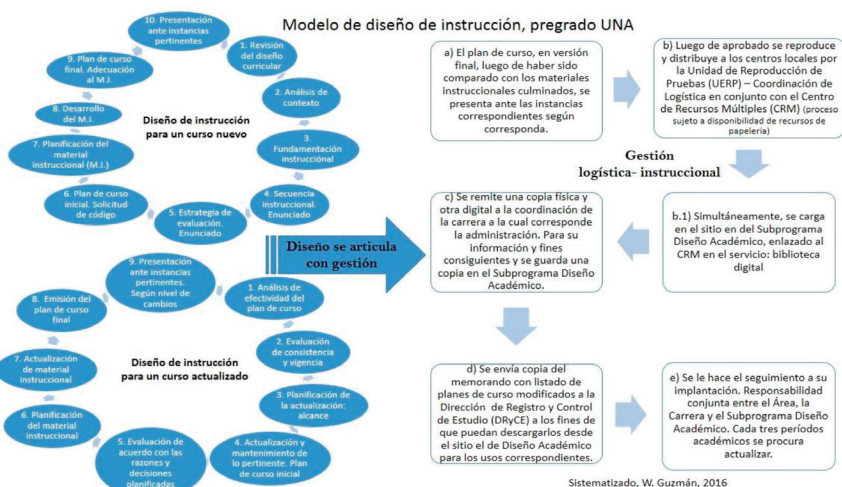 Modelo de diseño de instrucción, pregrado UNA
10. Presentación
ante instancias
pertinentes
1. Revisión
del diseño
curricular
2. Análisis de
contexto
3.
Fundamentación
instrucciónal
4. Secuencia
instruccional.
Enunciado
5. Estrategia de
evaluación.
Enunciado
6. Plan de curso
inicial. Solicitud
de código
7. Planificación
del material
instruccional (M.I.)
8. Desarrollo
del M.I.
9. Plan de curso
final. Adecuación
al M.I.
Diseño de instrucción
para un curso nuevo
Diseño se articula
con gestión
9. Presentación
ante instancias
pertinentes.
Según nivel de
cambios
1. Análisis de
efectividad del
plan de curso
2. Evaluación
de consistencia
y vigencia
3. Planificación de
la actualización:
alcance
4. Actualización y
mantenimiento de
lo pertinente. Plan
de curso inicial
5. Evaluación de
acuerdo con las
razones y
decisiones
planificadas
6. Planificación
del material
instruccional
7. Actualización
de material
instruccional
8. Emisión del
plan de curso
final
Diseño de instrucción
para un curso actualizado
a) El plan de curso, en versión
final, luego de haber sido
comparado con los materiales
instruccionales culminados, se
presenta ante las instancias
correspondientes según
corresponda.
b) Luego de aprobado se reproduce
y distribuye a los centros locales por
la Unidad de Reproducción de
Pruebas (UERP) – Coordinación de
Logística en conjunto con el Centro
de Recursos Múltiples (CRM) (proceso
sujeto a disponibilidad de recursos de
papelería)
Gestión
logística- instruccional
b.1) Simultáneamente, se carga
en el sitio en del Subprograma
Diseño Académico, enlazado al
CRM en el servicio: biblioteca
digital
c) Se remite una copia física y
otra digital a la coordinación de
la carrera a la cual corresponde
la administración. Para su
información y fines
consiguientes y se guarda una
copia en el Subprograma Diseño
Académico.
d) Se envía copia del
memorando con listado de
planes de curso modificados a la
Dirección de Registro y Control
de Estudio (DRyCE) a los fines de
que puedan descargarlos desde
el sitio el de Diseño Académico
para los usos correspondientes.
e) Se le hace el seguimiento a su
implantación. Responsabilidad
conjunta entre el Área, la
Carrera y el Subprograma Diseño
Académico. Cada tres períodos
académicos se procura
actualizar.
Sistematizado, W. Guzmán, 2016